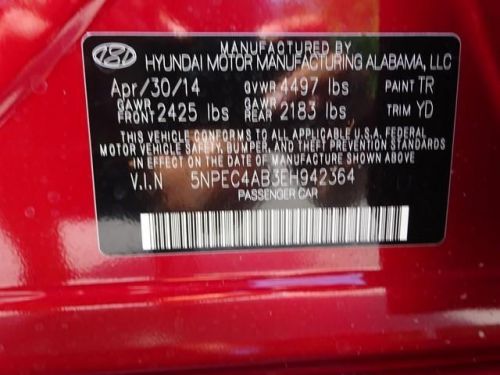 MANUFACTURED BY
HYUNDAI MOTOR MANUFACTURING ALABAMA, LLC
Apr/30/14 GVWR 4497 lbs PAINT TR
GAWR FRONT 2425 lbs GAWR REAR 2183 lbs TRIM YD
THIS VEHICLE CONFORMS TO ALL APPLICABLE U.S.A. FEDERAL
MOTOR VEHICLE SAFETY, BUMPER, AND THEFT PREVENTION STANDARDS
IN EFFECT ON THE DATE OF MANUFACTURE SHOWN ABOVE.
V.I.N 5NPEC4AB3EH942364
PASSENGER CAR